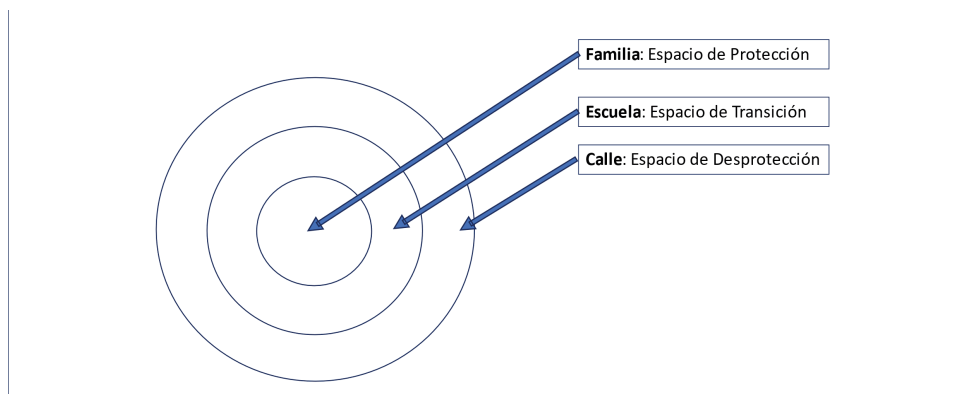 Familia: Espacio de Protección
Escuela: Espacio de Transición
Calle: Espacio de Desprotección